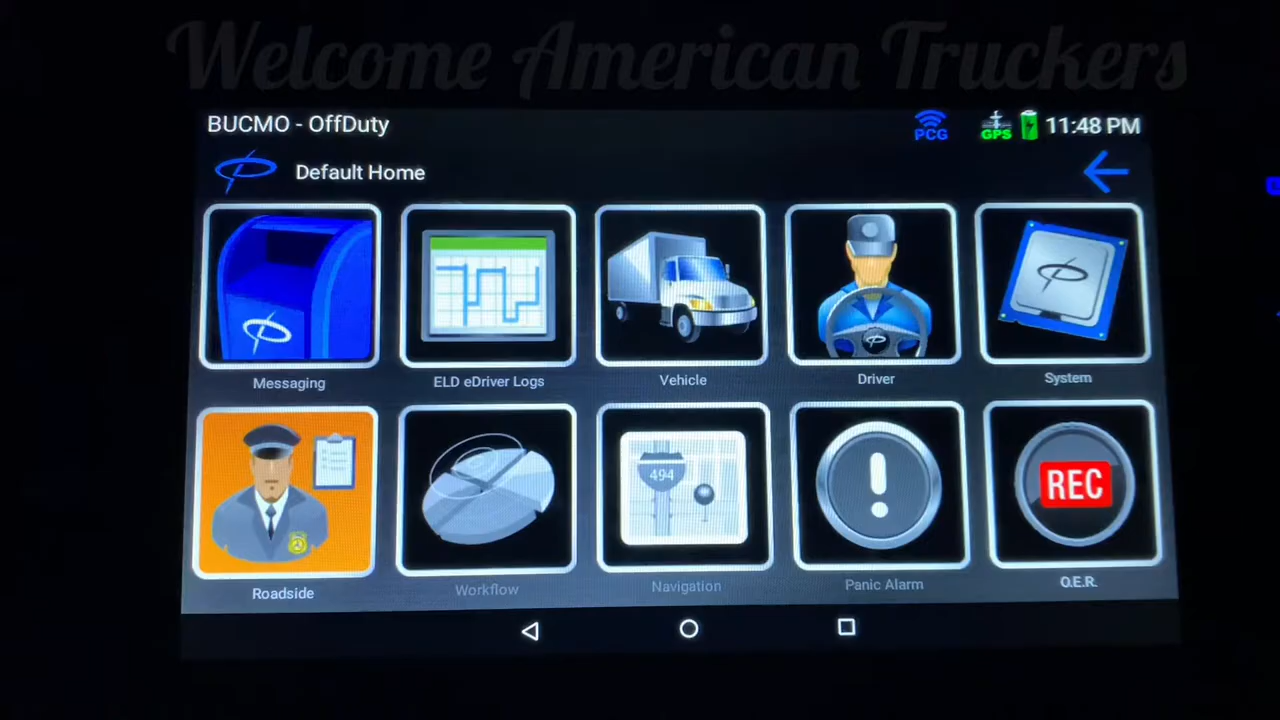 Welcome American Truckers
BUCMO - OffDuty
PCG
GPS
11:48 PM
Default Home
Messaging
ELD eDriver Logs
Vehicle
Driver
System
494
REC
Roadside
Workflow
Navigation
Panic Alarm
O.E.R.